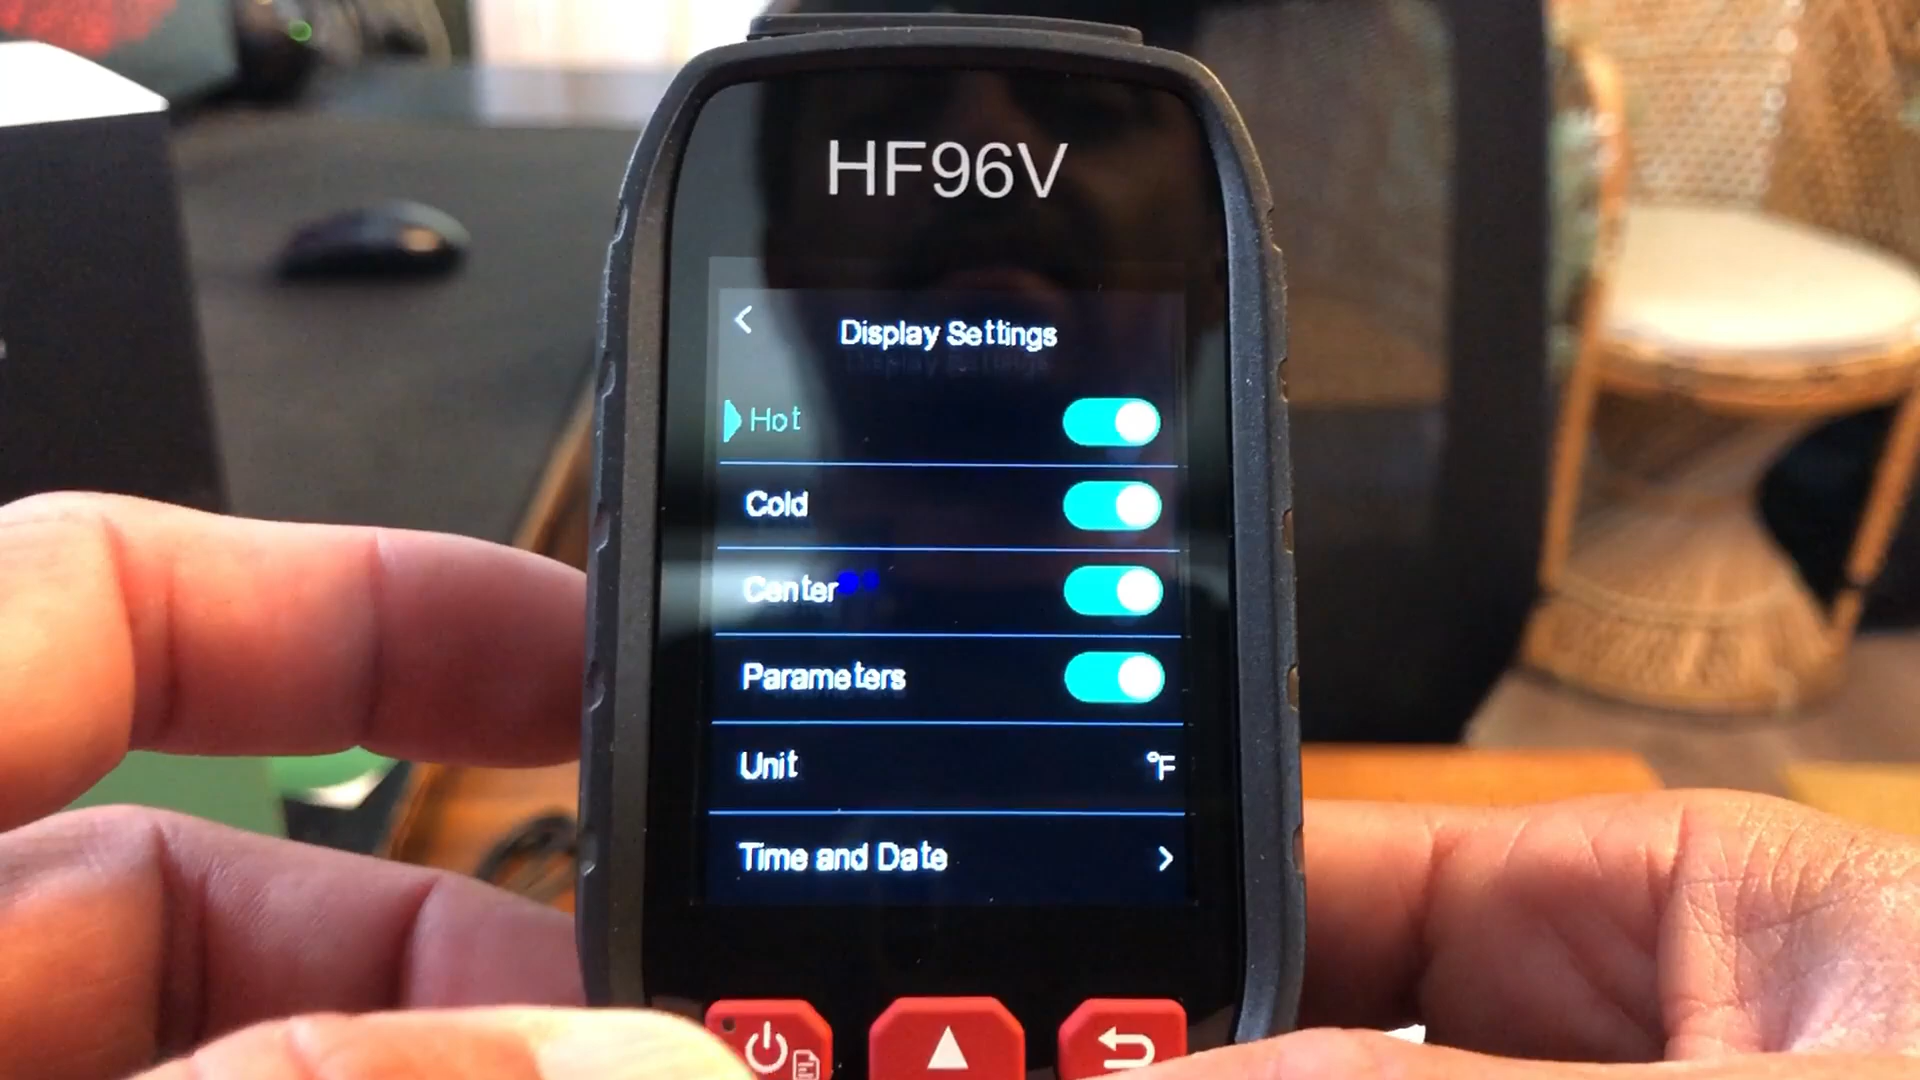 HF96V
Display Settings
Hot
Cold
Center
Parameters
Unit °F
Time and Date